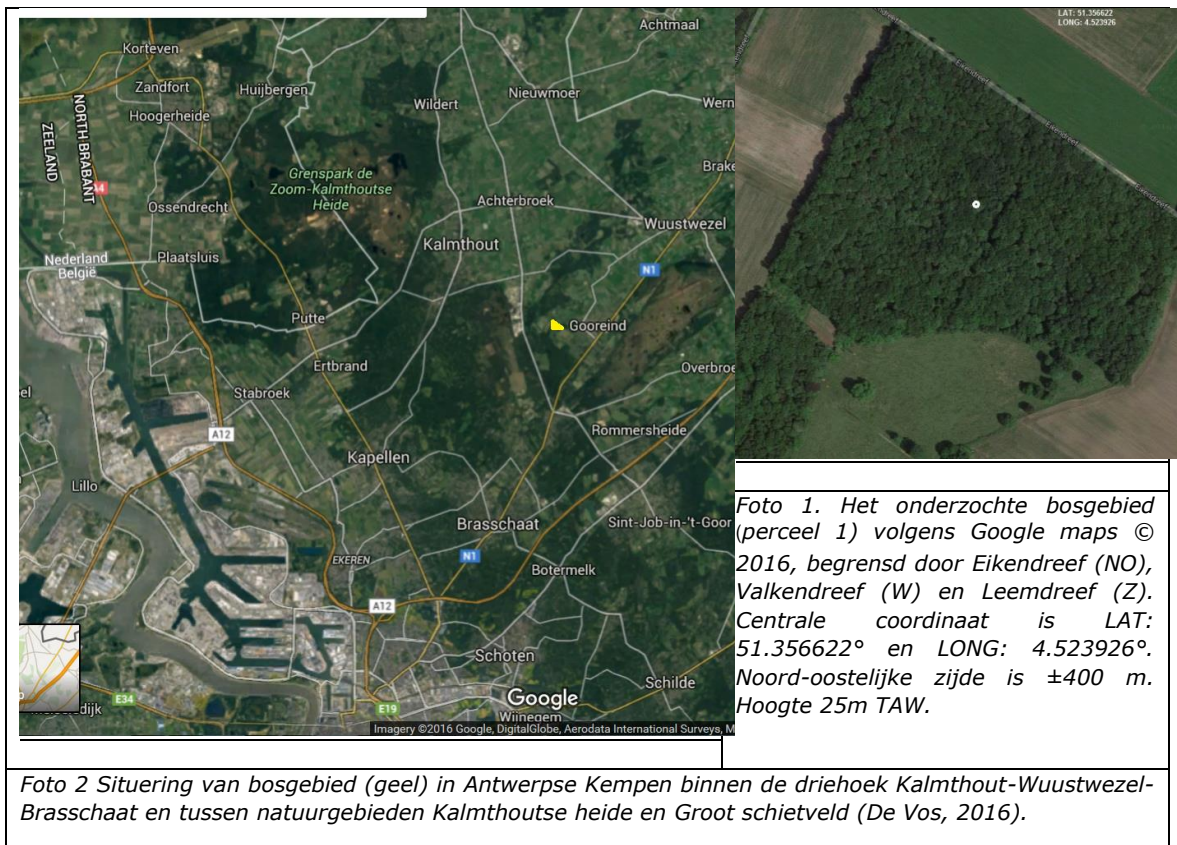 Achtmaal
Korteven
Zandfort
Huijbergen
Nieuwmoer
Wildert
Wern
Hoogerheide
NORTH BRABANT
ZEELAND
A4
Grenspark de
Zoom-Kalmthoutse
Heide
Brake
Ossendrecht
Achterbroek
Wuustwezel
Kalmthout
Plaatsluis
Nederland
België
N1
Putte
Gooreind
Ertbrand
Overbroe
Stabroek
A12
Rommersheide
Kapellen
Lillo
Brasschaat
Sint-Job-in-'t-Goor
EKEREN
N1
Botermelk
A12
Schoten
Schilde
Google
E34
E19
Wijnegem
Imagery ©2016 Google, DigitalGlobe, Aerodata International Surveys, M
LAT: 51.356622
LONG: 4.523926
Eikendreef
Eikendreef
Eikendreef
Foto 1. Het onderzochte bosgebied
(perceel 1) volgens Google maps ©
2016, begrensd door Eikendreef (NO),
Valkendreef (W) en Leemdreef (Z).
Centrale coordinaat is LAT:
51.356622° en LONG: 4.523926°.
Noord-oostelijke zijde is ±400 m.
Hoogte 25m TAW.
Foto 2 Situering van bosgebied (geel) in Antwerpse Kempen binnen de driehoek Kalmthout-Wuustwezel-
Brasschaat en tussen natuurgebieden Kalmthoutse heide en Groot schietveld (De Vos, 2016).